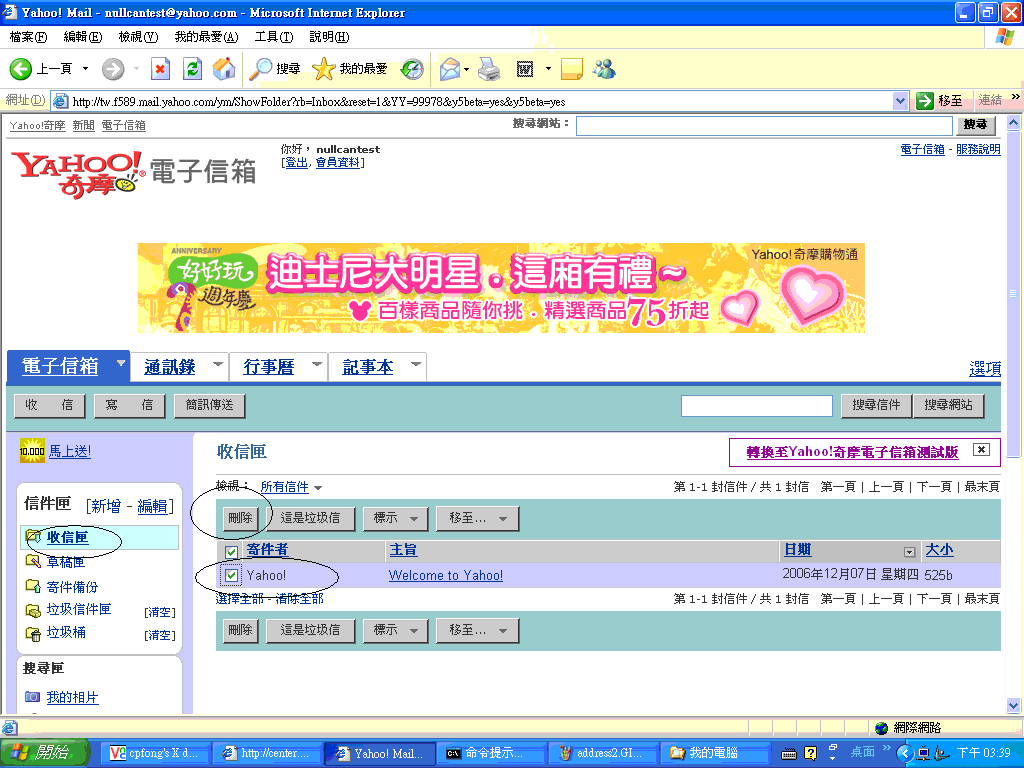 Yahoo! Mail - nullcantest@yahoo.com - Microsoft Internet Explorer
檔案(F) 編輯(E) 檢視(V) 我的最愛(A) 工具(T) 說明(H)
上一頁 搜尋 我的最愛
網址(D) http://tw.f589.mail.yahoo.com/ym/ShowFolder?rb=Inbox&reset=1&YY=99978&y5beta=yes&y5beta=yes 移至 連結 »
Yahoo!奇摩 新聞 電子信箱 搜尋網站： 搜尋
YAHOO!奇摩 電子信箱
你好， nullcantest
[登出, 會員資料]
電子信箱 - 服務說明
ANNIVERSARY
好好玩
週年慶
迪士尼大明星．這廂有禮～
百樣商品隨你挑．精選商品75折起
Yahoo!奇摩購物通
電子信箱 通訊錄 行事曆 記事本 選項
收 信 寫 信 簡訊傳送 搜尋信件 搜尋網站
10,000 馬上送!
收信匣
轉換至Yahoo!奇摩電子信箱測試版
信件匣 [新增 - 編輯]
收信匣
草稿匣
寄件備份
垃圾信件匣 [清空]
垃圾桶 [清空]
搜尋匣
我的相片
檢視： 所有信件
第 1-1 封信件 / 共 1 封信 第一頁 | 上一頁 | 下一頁 | 最末頁
刪除 這是垃圾信 標示 移至...
寄件者 主旨 日期 大小
Yahoo! Welcome to Yahoo! 2006年12月07日 星期四 525b
選擇全部 - 清除全部
第 1-1 封信件 / 共 1 封信 第一頁 | 上一頁 | 下一頁 | 最末頁
刪除 這是垃圾信 標示 移至...
網際網路
開始 cpfong's X d... http://center.... Yahoo! Mail... 命令提示... address2.GI... 我的電腦 桌面 » 下午 03:39